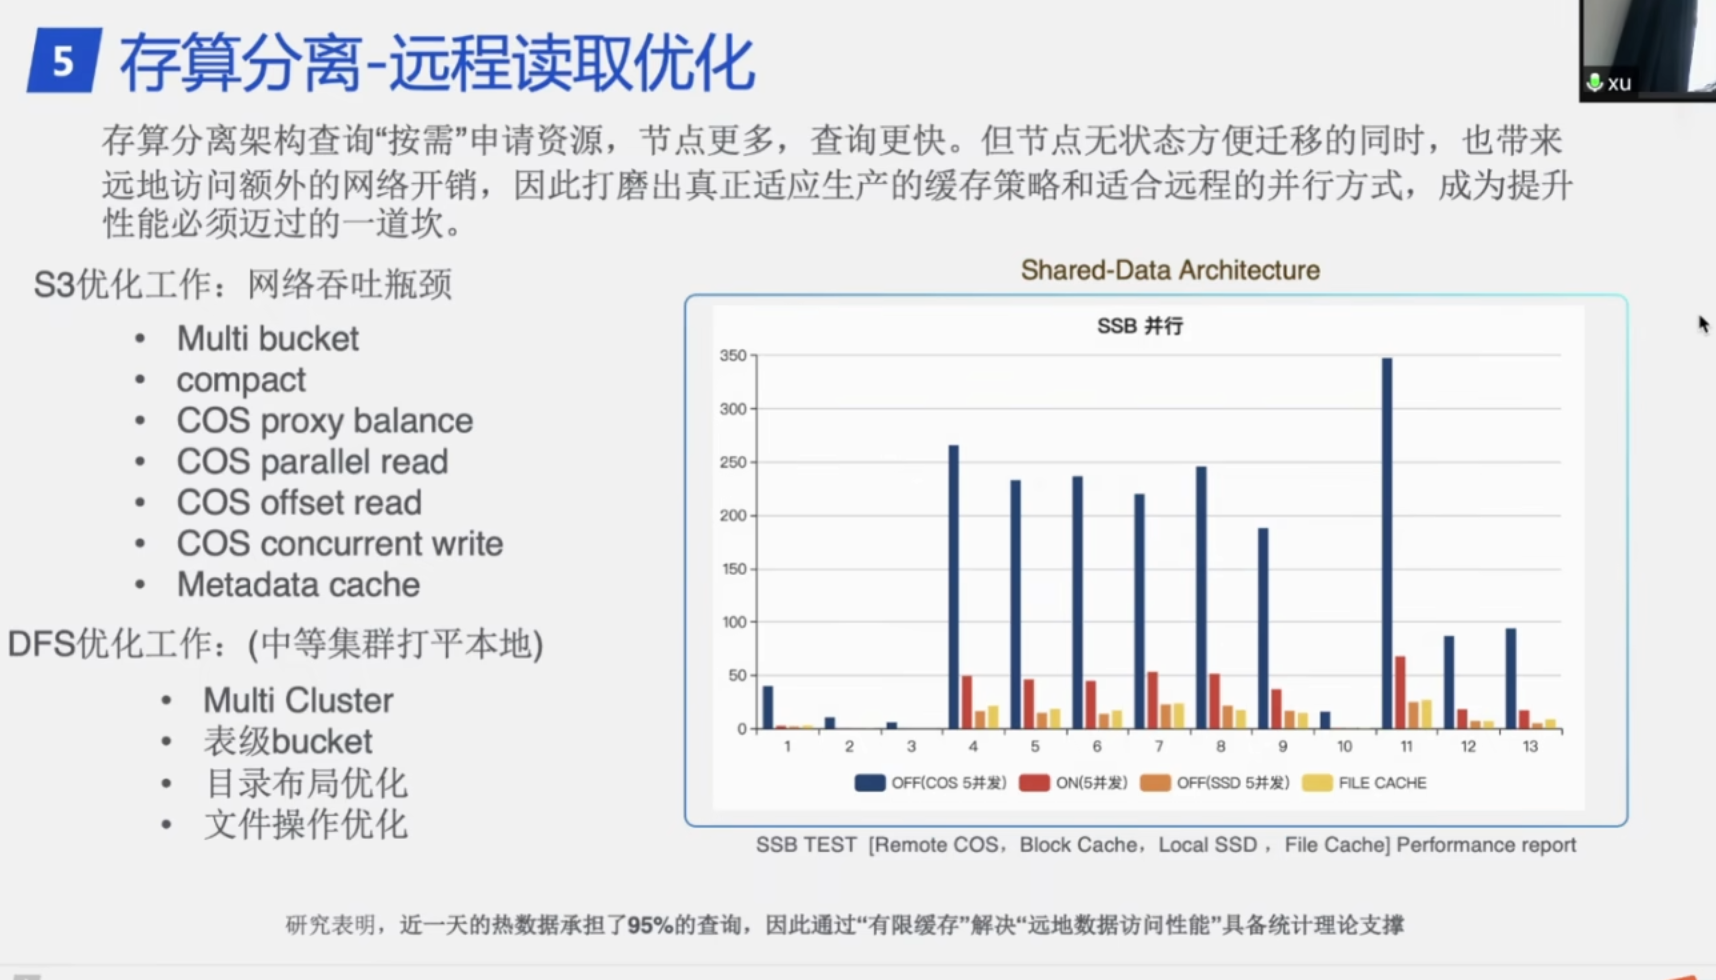 5 存算分离-远程读取优化
xu
存算分离架构查询“按需”申请资源，节点更多，查询更快。但节点无状态方便迁移的同时，也带来
远地访问额外的网络开销，因此打磨出真正适应生产的缓存策略和适合远程的并行方式，成为提升
性能必须迈过的一道坎。
S3优化工作：网络吞吐瓶颈
• Multi bucket
• compact
• COS proxy balance
• COS parallel read
• COS offset read
• COS concurrent write
• Metadata cache
DFS优化工作：(中等集群打平本地)
• Multi Cluster
• 表级bucket
• 目录布局优化
• 文件操作优化
Shared-Data Architecture
SSB 并行
350
300
250
200
150
100
50
0
1 2 3 4 5 6 7 8 9 10 11 12 13
OFF(COS 5并发) ON(5并发) OFF(SSD 5并发) FILE CACHE
SSB TEST [Remote COS，Block Cache，Local SSD ，File Cache] Performance report
研究表明，近一天的热数据承担了95%的查询，因此通过“有限缓存”解决“远地数据访问性能”具备统计理论支撑